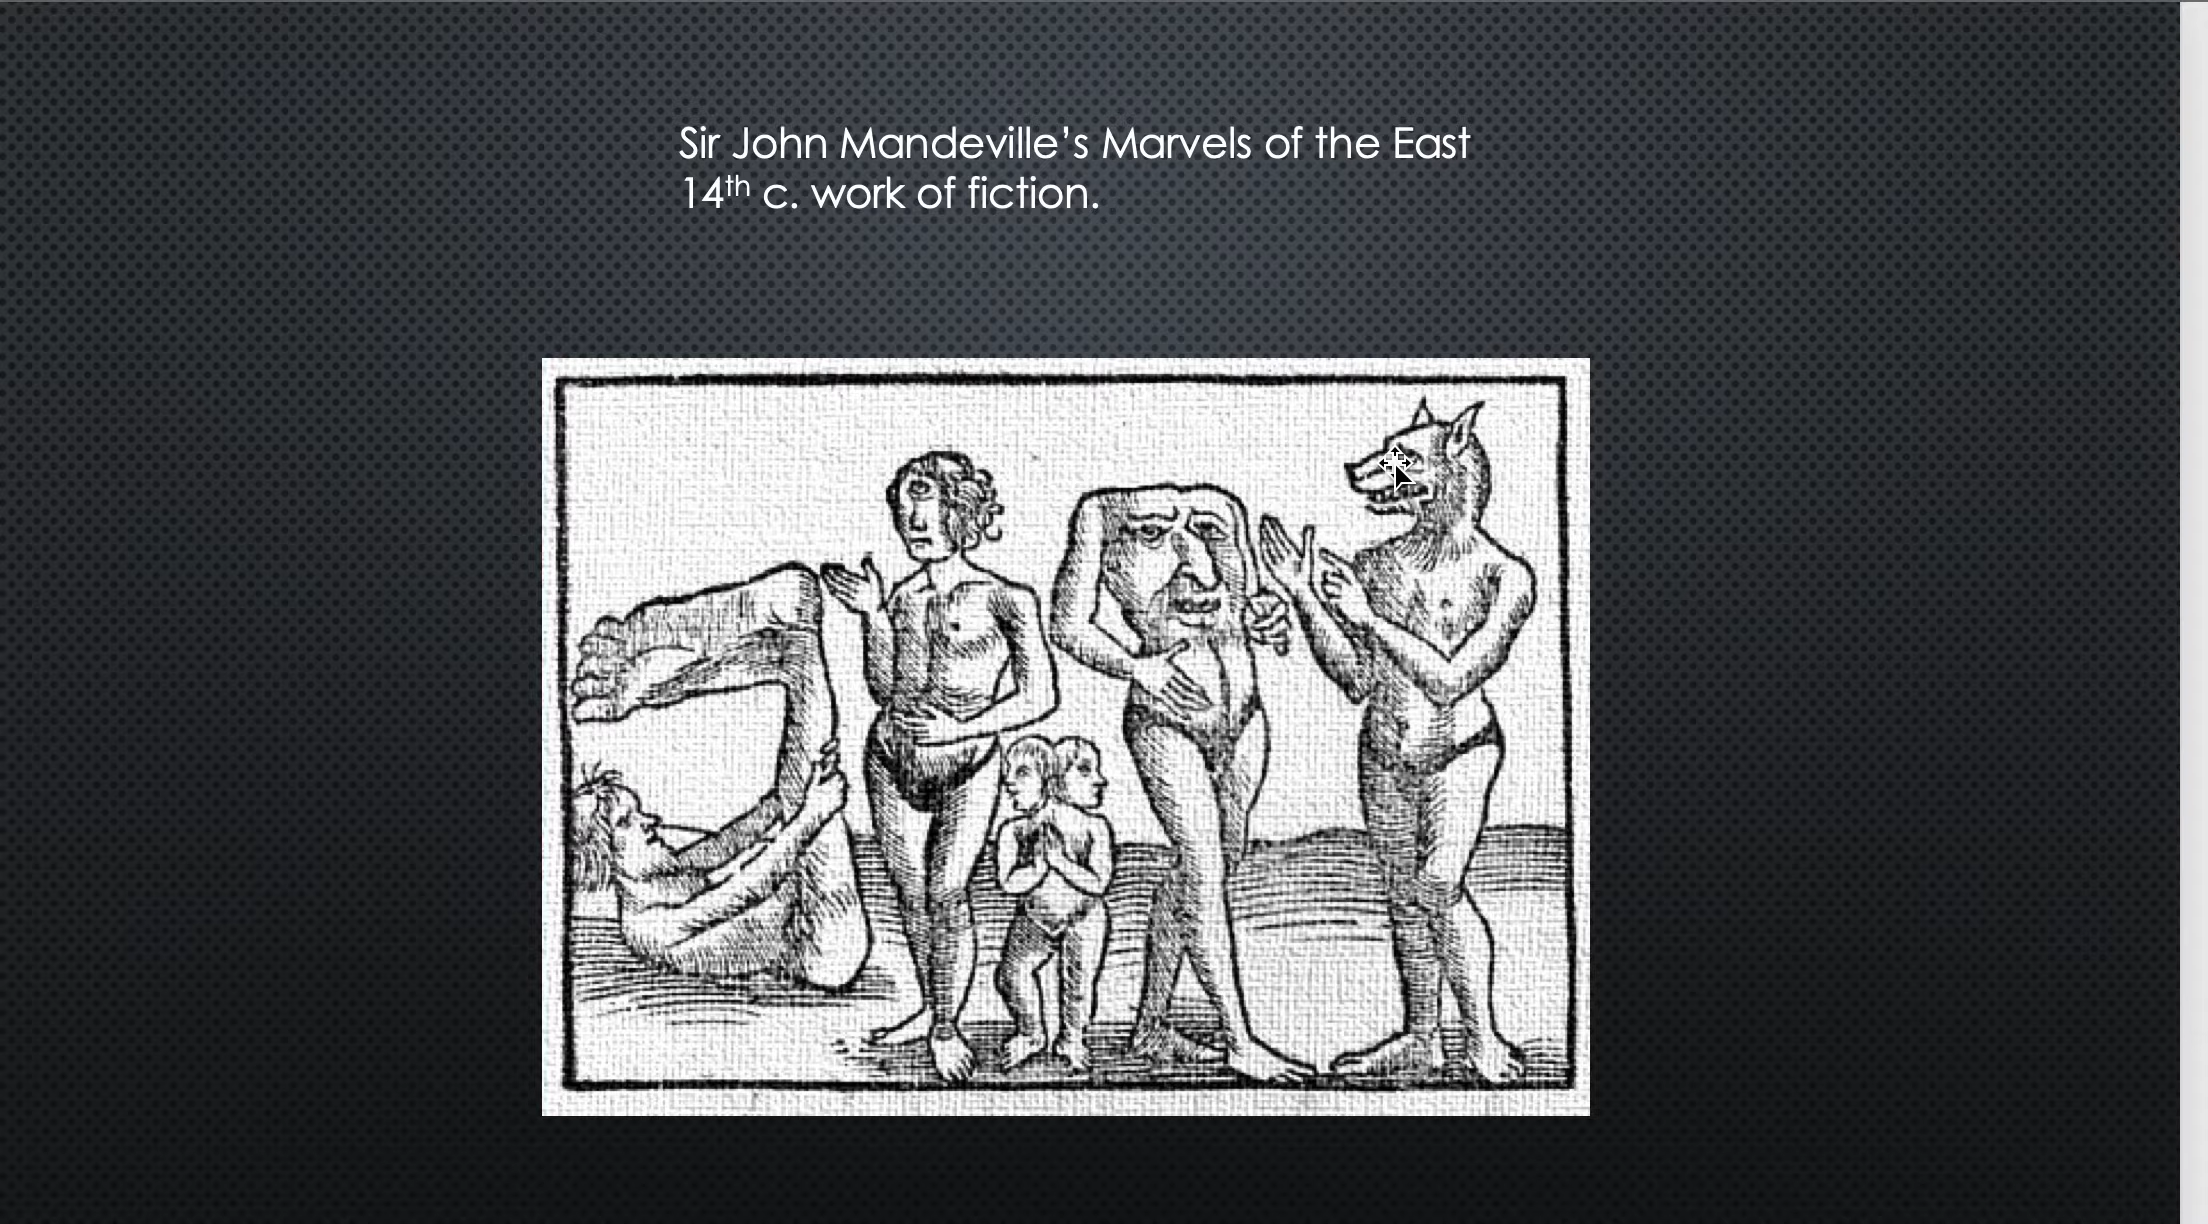 Sir John Mandeville’s Marvels of the East
14th c. work of fiction.